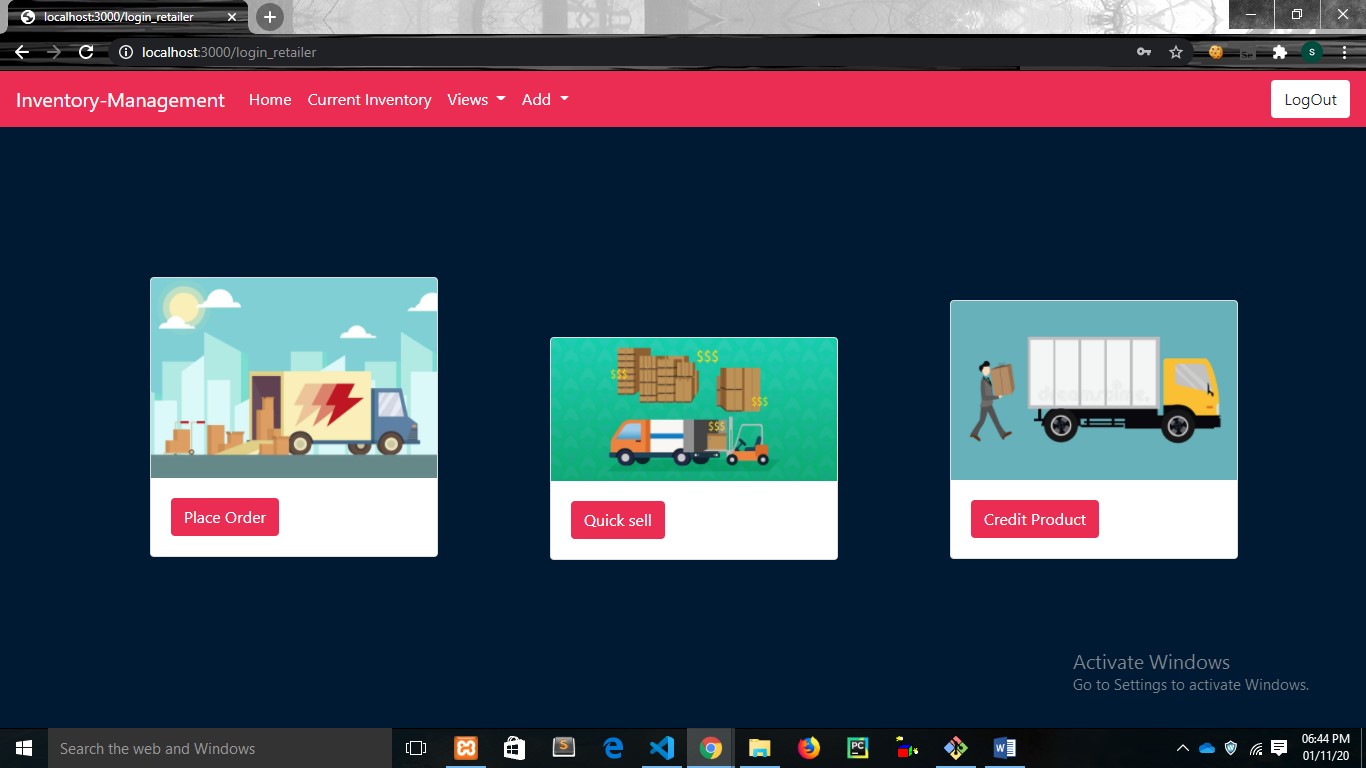 localhost:3000/login_retailer
localhost:3000/login_retailer
S
Inventory-Management Home Current Inventory Views Add LogOut
$$$
$$$
$$$
$$$
dreamstime.
Place Order
Quick sell
Credit Product
Activate Windows
Go to Settings to activate Windows.
Search the web and Windows
S
PC
W
06:44 PM
01/11/20